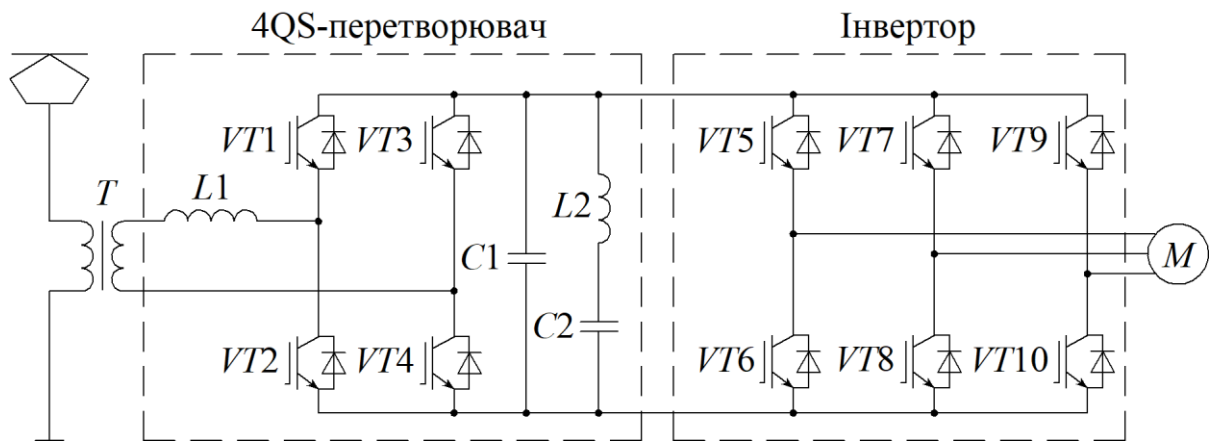 4QS-перетворювач
Інвертор
VT1
VT3
VT5
VT7
VT9
T
L1
L2
C1
M
C2
VT2
VT4
VT6
VT8
VT10